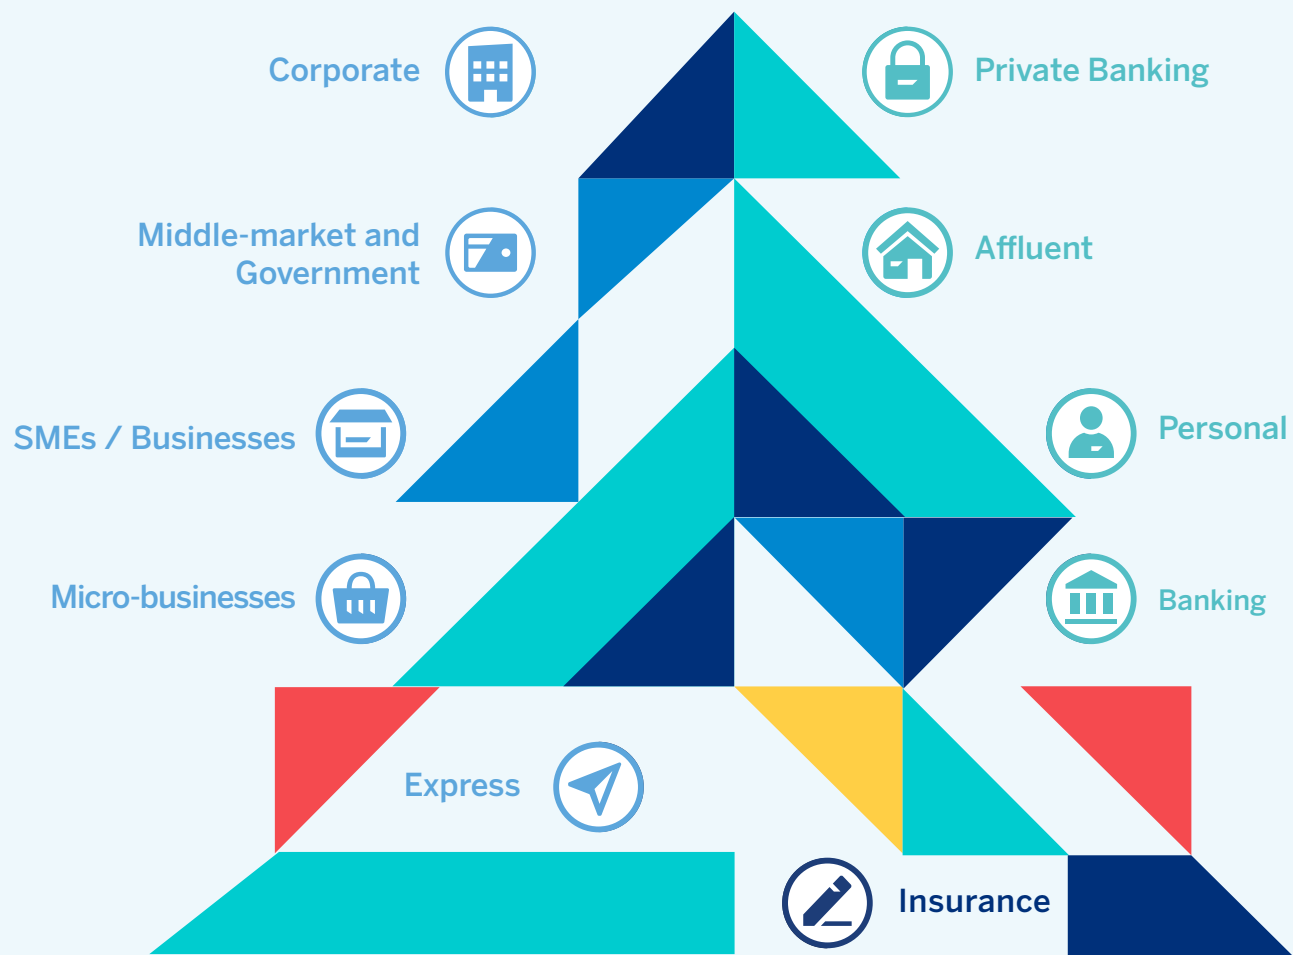 Corporate
Private Banking
Middle-market and
Government
Affluent
SMEs / Businesses
Personal
Micro-businesses
Banking
Express
Insurance